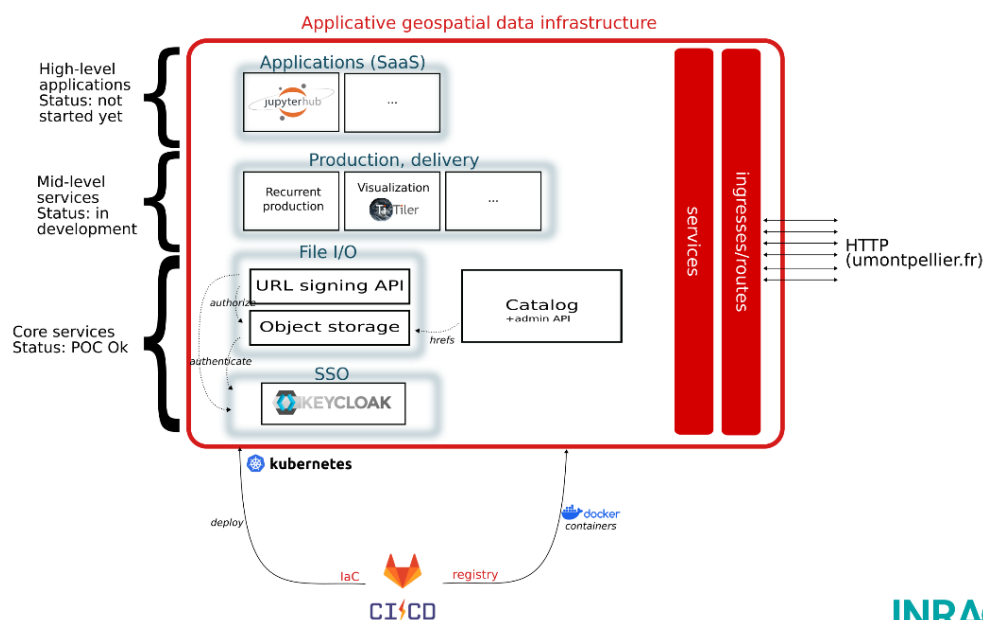 Applicative geospatial data infrastructure
High-level
applications
Status: not
started yet
Applications (SaaS)
jupyterhub
...
Mid-level
services
Status: in
development
Production, delivery
Recurrent
production
Visualization
TiTiler
...
Core services
Status: POC Ok
File I/O
URL signing API
authorize
Object storage
authenticate
Catalog
+admin API
hrefs
SSO
KEYCLOAK
services
ingresses/routes
HTTP
(umontpellier.fr)
kubernetes
deploy
docker
containers
IaC
registry
CI CD